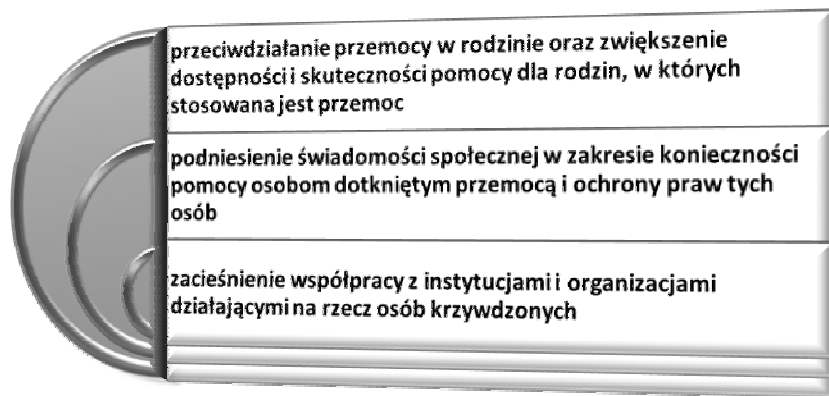 przeciwdziałanie przemocy w rodzinie oraz zwiększenie
dostępności i skuteczności pomocy dla rodzin, w których
stosowana jest przemoc
podniesienie świadomości społecznej w zakresie konieczności
pomocy osobom dotkniętym przemocą i ochrony praw tych
osób
zacieśnienie współpracy z instytucjami i organizacjami
działającymi na rzecz osób krzywdzonych